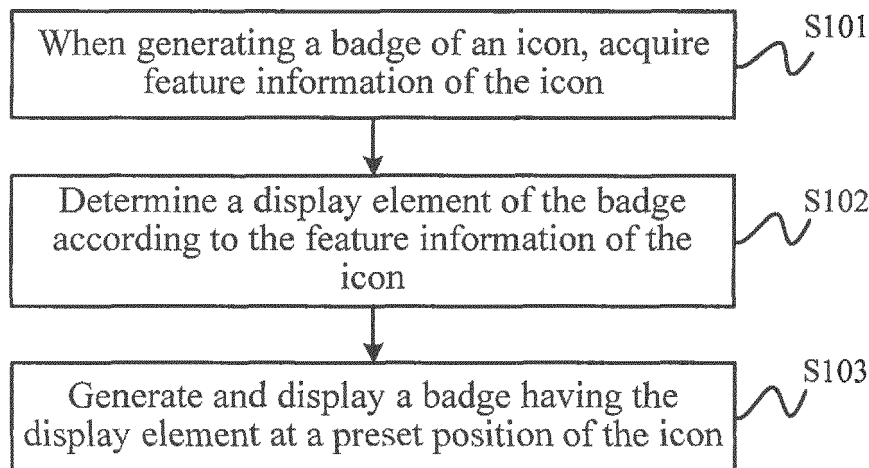 When generating a badge of an icon, acquire
feature information of the icon
S101
Determine a display element of the badge
according to the feature information of the
icon
S102
Generate and display a badge having the
display element at a preset position of the icon
S103